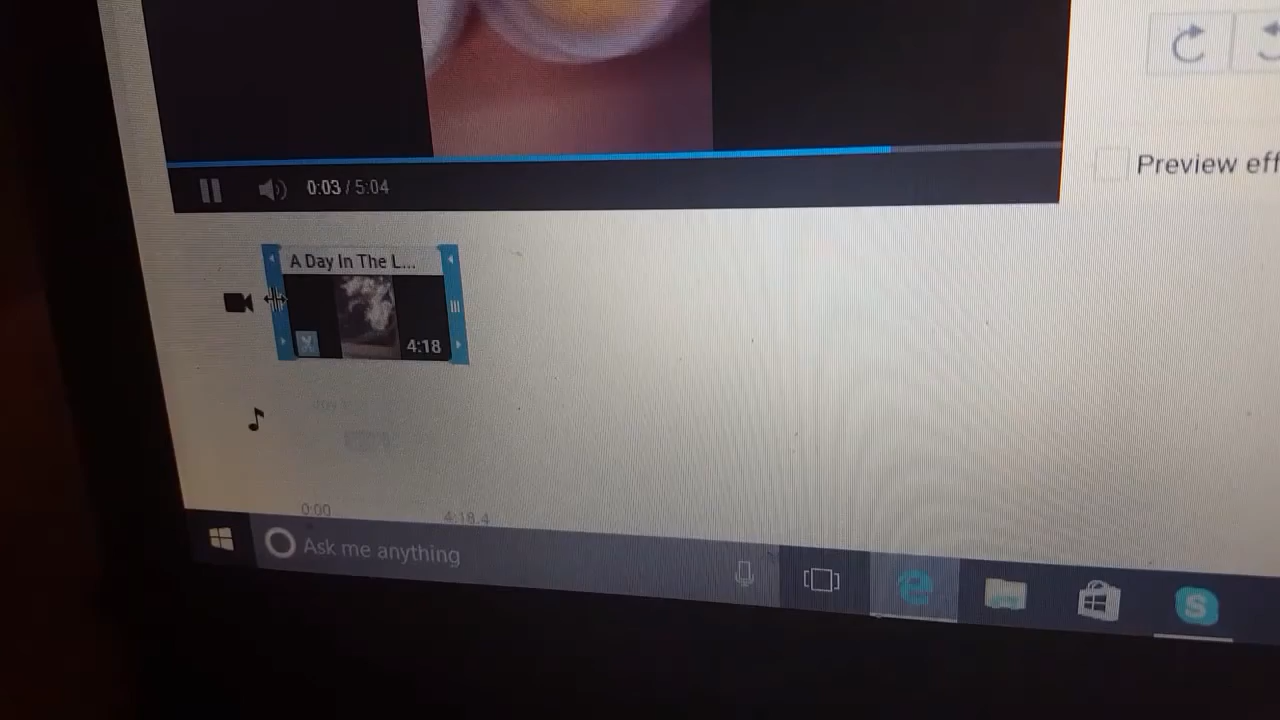 Preview eff
0:03 / 5:04
A Day In The L...
4:18
0:00
4:18.4
Ask me anything
S